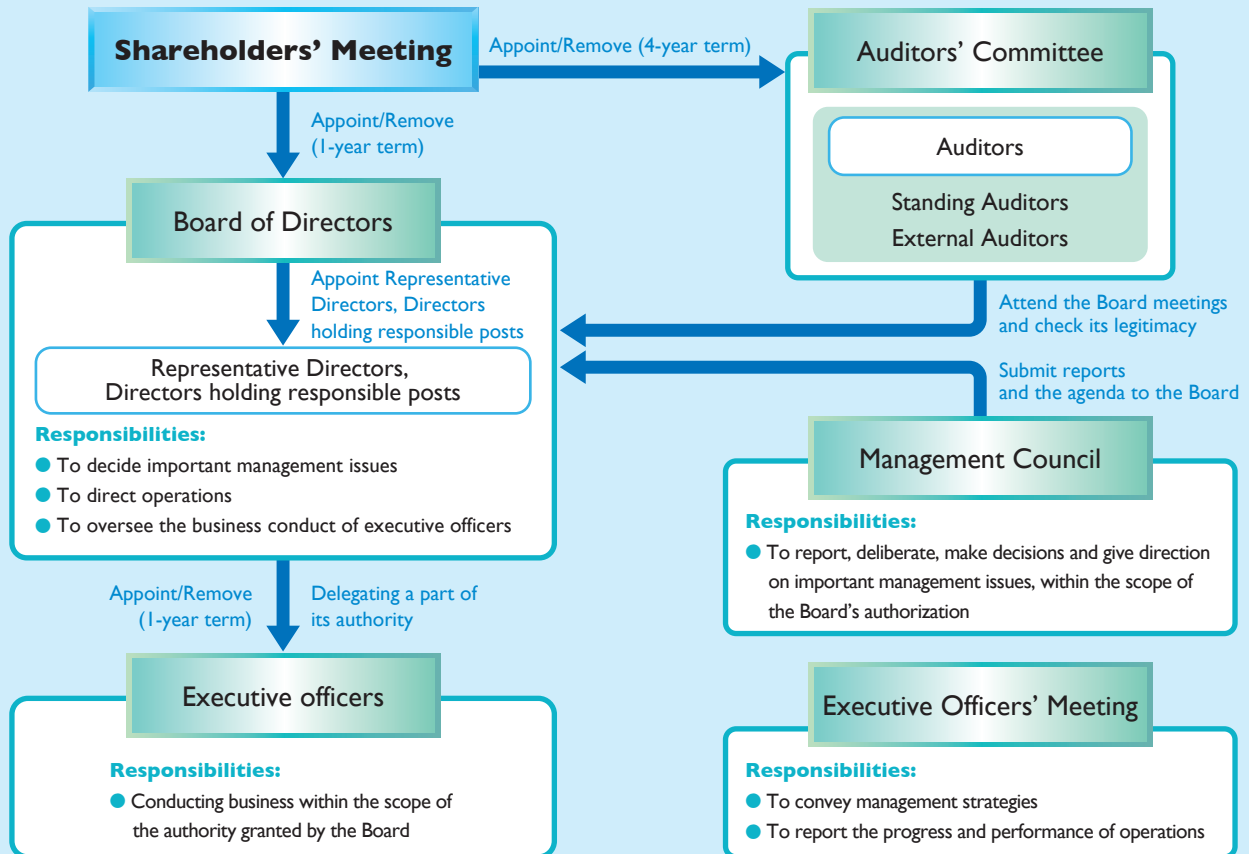 Shareholders’ Meeting
Appoint/Remove (4-year term)
Auditors’ Committee
Auditors
Standing Auditors
External Auditors
Appoint/Remove
(1-year term)
Board of Directors
Appoint Representative
Directors, Directors
holding responsible posts
Representative Directors,
Directors holding responsible posts
Responsibilities:
● To decide important management issues
● To direct operations
● To oversee the business conduct of executive officers
Attend the Board meetings
and check its legitimacy
Submit reports
and the agenda to the Board
Management Council
Responsibilities:
● To report, deliberate, make decisions and give direction
on important management issues, within the scope of
the Board’s authorization
Appoint/Remove
(1-year term)
Delegating a part of
its authority
Executive officers
Responsibilities:
● Conducting business within the scope of
the authority granted by the Board
Executive Officers’ Meeting
Responsibilities:
● To convey management strategies
● To report the progress and performance of operations